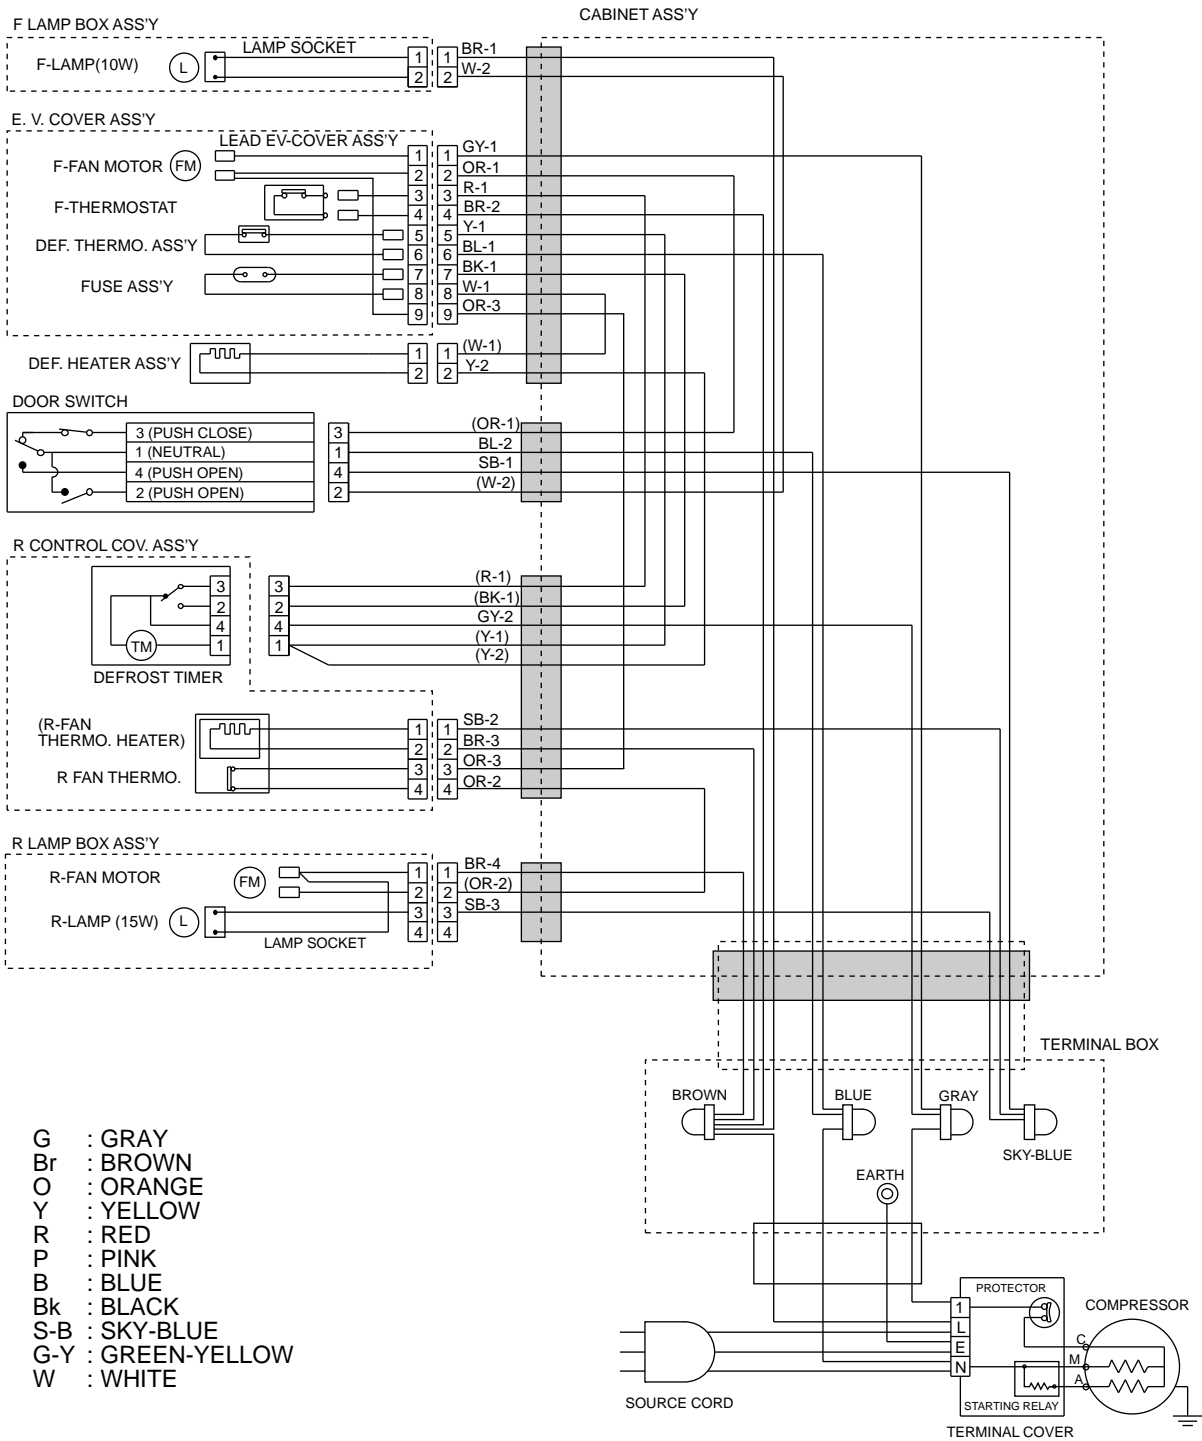 CABINET ASS'Y
F LAMP BOX ASS'Y
LAMP SOCKET
F-LAMP(10W)
L
1 1 BR-1
2 2 W-2
E. V. COVER ASS'Y
LEAD EV-COVER ASS'Y
F-FAN MOTOR FM
1 1 GY-1
2 2 OR-1
F-THERMOSTAT
3 3 R-1
4 4 BR-2
DEF. THERMO. ASS'Y
5 5 Y-1
6 6 BL-1
FUSE ASS'Y
7 7 BK-1
8 8 W-1
9 9 OR-3
DEF. HEATER ASS'Y
1 1 (W-1)
2 2 Y-2
DOOR SWITCH
3 (PUSH CLOSE) 3 (OR-1)
1 (NEUTRAL) 1 BL-2
4 (PUSH OPEN) 4 SB-1
2 (PUSH OPEN) 2 (W-2)
R CONTROL COV. ASS'Y
3 3 (R-1)
2 2 (BK-1)
4 4 GY-2
TM 1 1 (Y-1)
(Y-2)
DEFROST TIMER
(R-FAN
THERMO. HEATER)
1 1 SB-2
2 2 BR-3
R FAN THERMO.
3 3 OR-3
4 4 OR-2
R LAMP BOX ASS'Y
R-FAN MOTOR FM
1 1 BR-4
2 2 (OR-2)
R-LAMP (15W) L
3 3 SB-3
4 4
LAMP SOCKET
TERMINAL BOX
BROWN BLUE GRAY
SKY-BLUE
EARTH
G : GRAY
Br : BROWN
O : ORANGE
Y : YELLOW
R : RED
P : PINK
B : BLUE
Bk : BLACK
S-B : SKY-BLUE
G-Y : GREEN-YELLOW
W : WHITE
PROTECTOR
COMPRESSOR
1
L
E
N
C
M
A
SOURCE CORD
STARTING RELAY
TERMINAL COVER